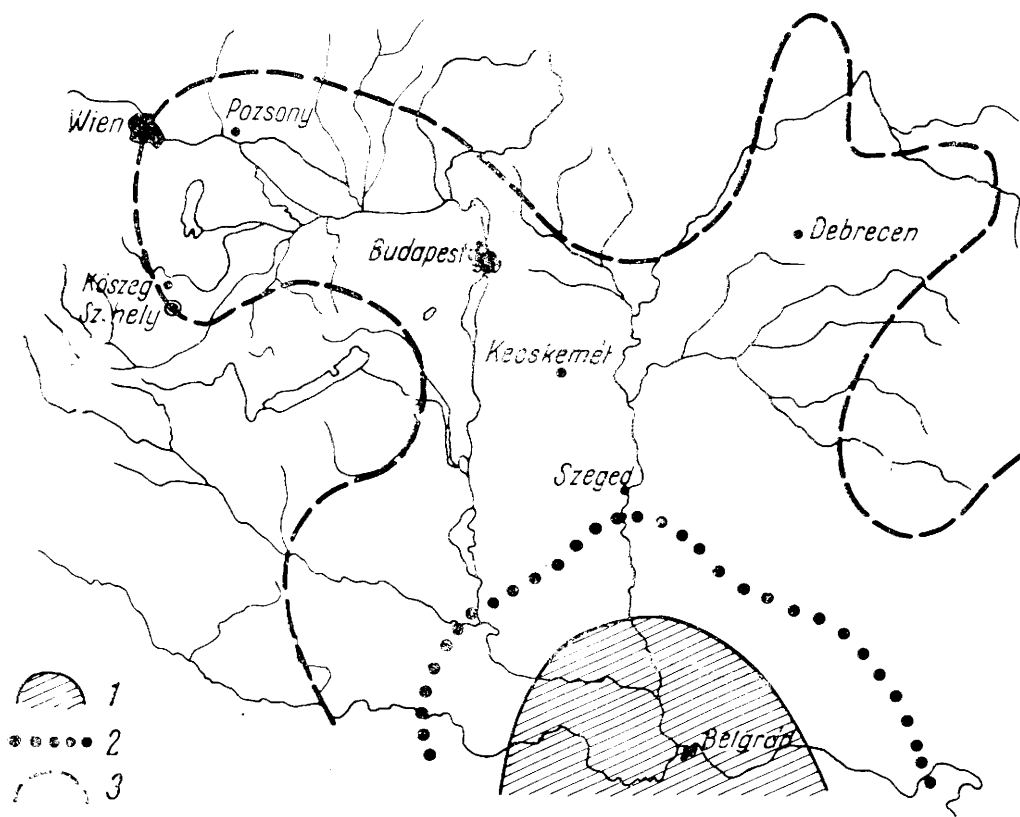 Wien
Pozsony
Debrecen
Budapest
Kőszeg
Sz.hely
Kecskemét
Szeged
Belgrád
1
2
3